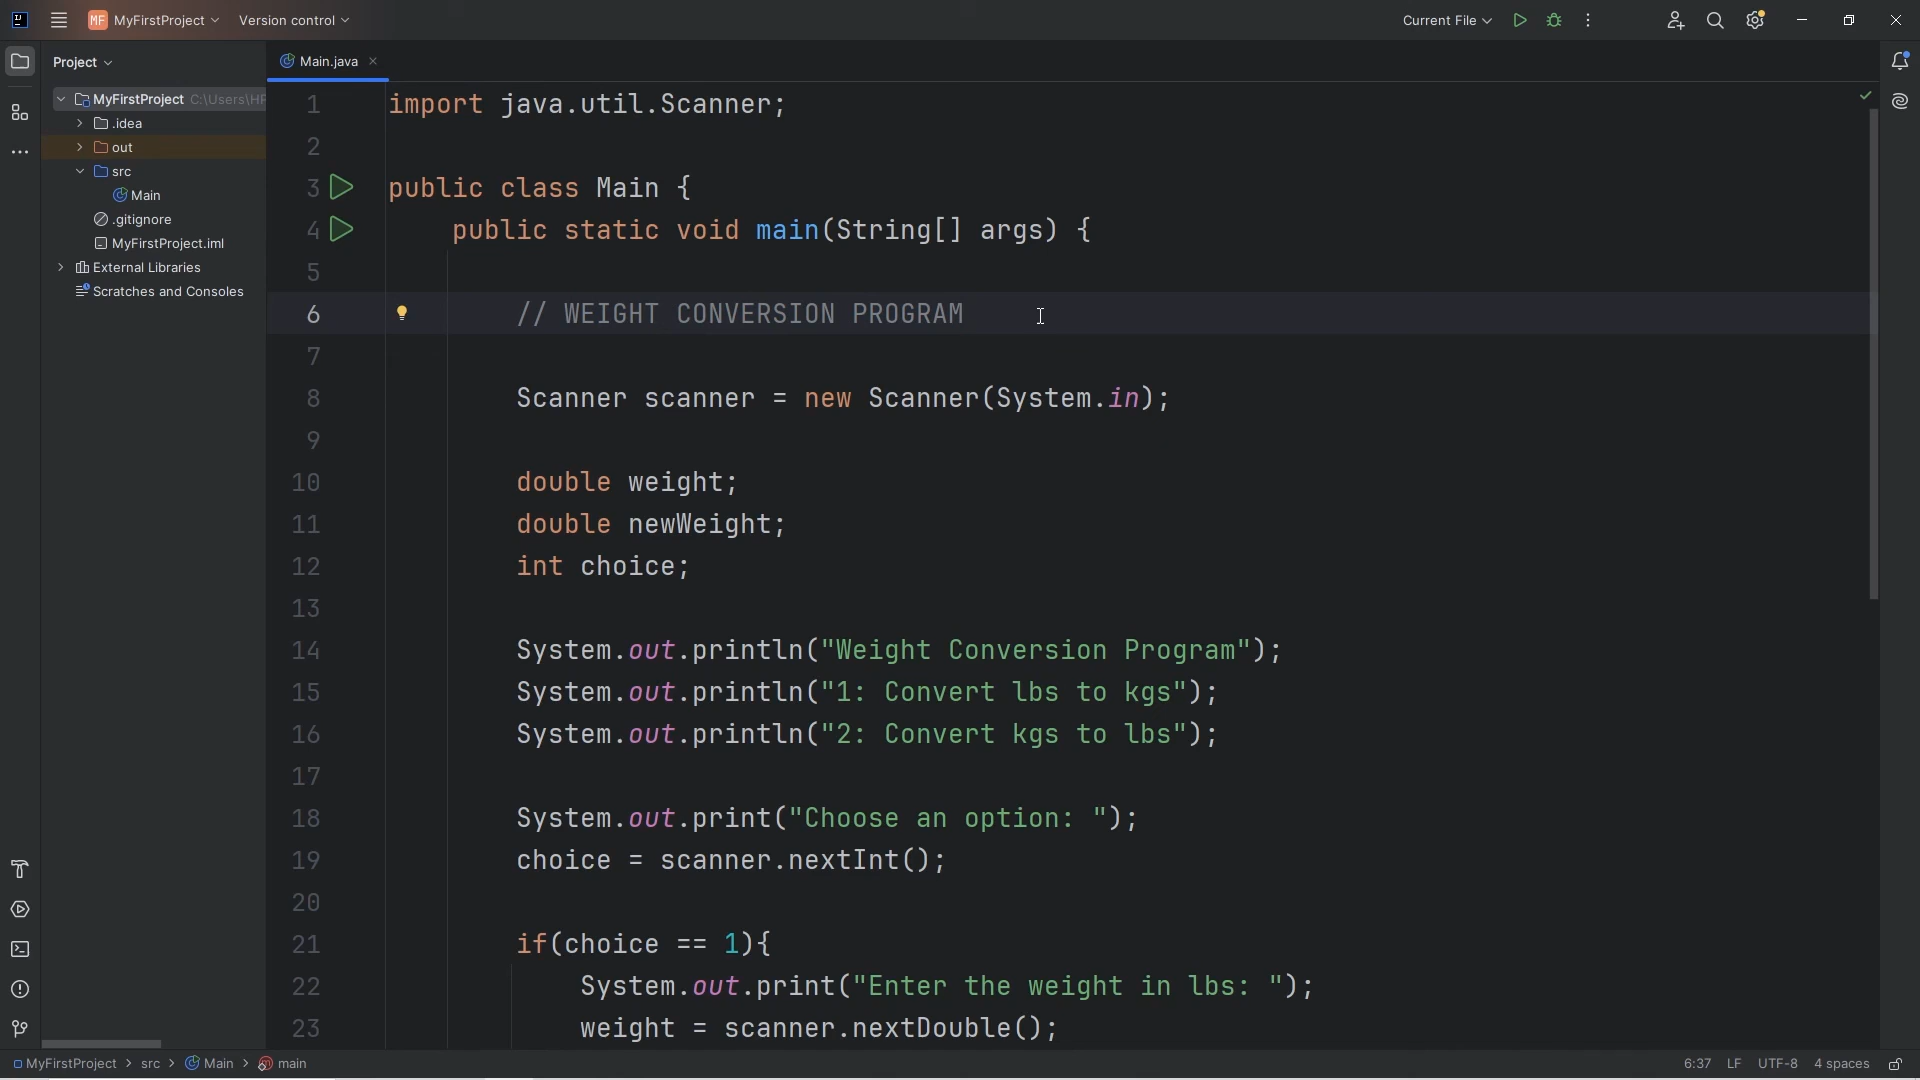 MF MyFirstProject Version control Current File
Project Main.java
MyFirstProject C:\Users\HP
.idea
out
src
Main
.gitignore
MyFirstProject.iml
External Libraries
Scratches and Consoles
1 import java.util.Scanner;
2
3 public class Main {
4 public static void main(String[] args) {
5
6 // WEIGHT CONVERSION PROGRAM
7
8 Scanner scanner = new Scanner(System.in);
9
10 double weight;
11 double newWeight;
12 int choice;
13
14 System.out.println("Weight Conversion Program");
15 System.out.println("1: Convert lbs to kgs");
16 System.out.println("2: Convert kgs to lbs");
17
18 System.out.print("Choose an option: ");
19 choice = scanner.nextInt();
20
21 if(choice == 1){
22 System.out.print("Enter the weight in lbs: ");
23 weight = scanner.nextDouble();
MyFirstProject > src > Main > main 6:37 LF UTF-8 4 spaces